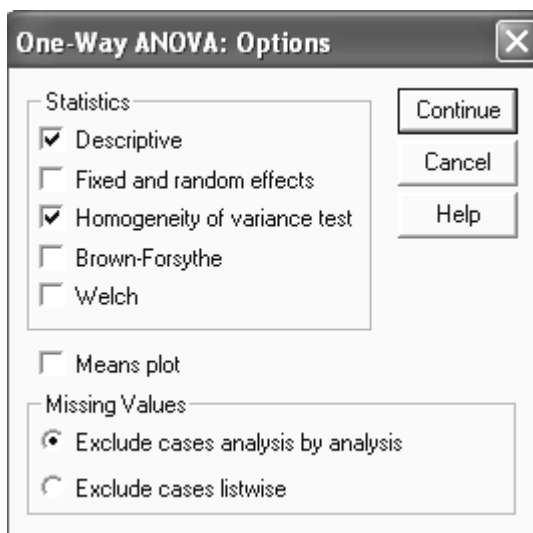 One-Way ANOVA: Options
Statistics
Descriptive
Fixed and random effects
Homogeneity of variance test
Brown-Forsythe
Welch
Means plot
Missing Values
Exclude cases analysis by analysis
Exclude cases listwise
Continue
Cancel
Help